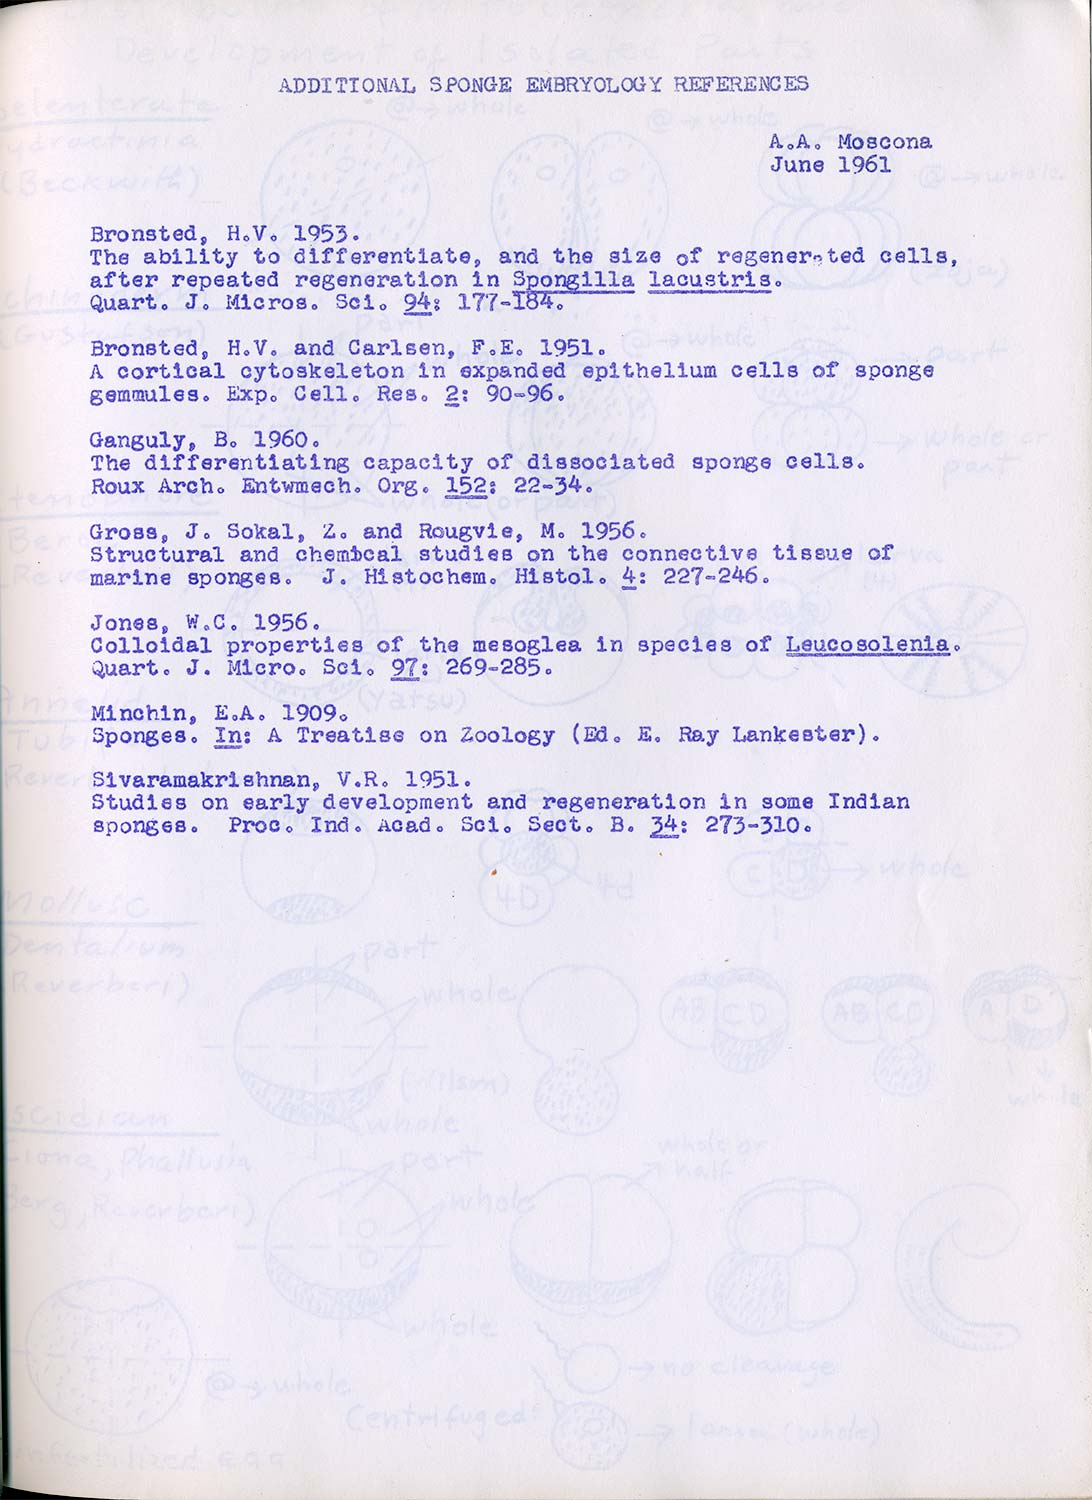 ADDITIONAL SPONGE EMBRYOLOGY REFERENCES
A.A. Moscona
June 1961
Bronsted, H.V. 1953.
The ability to differentiate, and the size of regenerated cells,
after repeated regeneration in Spongilla lacustris.
Quart. J. Micros. Sci. 94: 177-184.
Bronsted, H.V. and Carlsen, F.E. 1951.
A cortical cytoskeleton in expanded epithelium cells of sponge
gemmules. Exp. Cell. Res. 2: 90-96.
Ganguly, B. 1960.
The differentiating capacity of dissociated sponge cells.
Roux Arch. Entwmech. Org. 152: 22-34.
Gross, J. Sokal, Z. and Rougvie, M. 1956.
Structural and chemical studies on the connective tissue of
marine sponges. J. Histochem. Histol. 4: 227-246.
Jones, W.C. 1956.
Colloidal properties of the mesoglea in species of Leucosolenia.
Quart. J. Micro. Sci. 97: 269-285.
Minchin, E.A. 1909.
Sponges. In: A Treatise on Zoology (Ed. E. Ray Lankester).
Sivaramakrishnan, V.R. 1951.
Studies on early development and regeneration in some Indian
sponges. Proc. Ind. Acad. Sci. Sect. B. 34: 273-310.